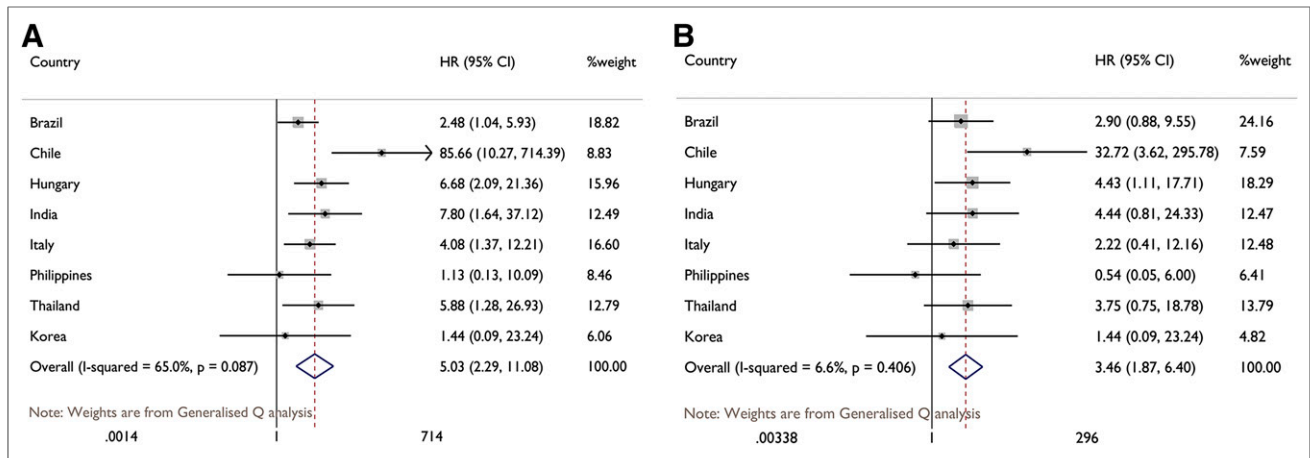 A
Country HR (95% CI) %weight
Brazil 2.48 (1.04, 5.93) 18.82
Chile 85.66 (10.27, 714.39) 8.83
Hungary 6.68 (2.09, 21.36) 15.96
India 7.80 (1.64, 37.12) 12.49
Italy 4.08 (1.37, 12.21) 16.60
Philippines 1.13 (0.13, 10.09) 8.46
Thailand 5.88 (1.28, 26.93) 12.79
Korea 1.44 (0.09, 23.24) 6.06
Overall (I-squared = 65.0%, p = 0.087) 5.03 (2.29, 11.08) 100.00
Note: Weights are from Generalised Q analysis
.0014 1 714
B
Country HR (95% CI) %weight
Brazil 2.90 (0.88, 9.55) 24.16
Chile 32.72 (3.62, 295.78) 7.59
Hungary 4.43 (1.11, 17.71) 18.29
India 4.44 (0.81, 24.33) 12.47
Italy 2.22 (0.41, 12.16) 12.48
Philippines 0.54 (0.05, 6.00) 6.41
Thailand 3.75 (0.75, 18.78) 13.79
Korea 1.44 (0.09, 23.24) 4.82
Overall (I-squared = 6.6%, p = 0.406) 3.46 (1.87, 6.40) 100.00
Note: Weights are from Generalised Q analysis
.00338 1 296